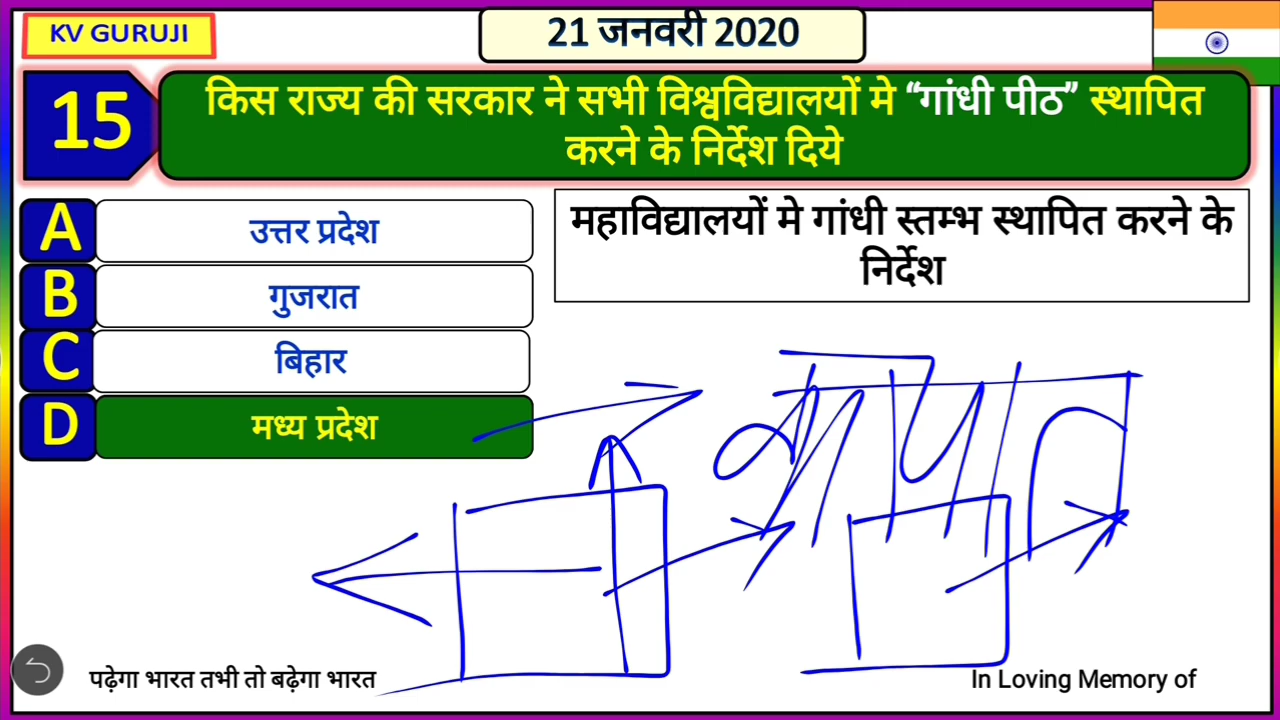 KV GURUJI
21 जनवरी 2020
15
किस राज्य की सरकार ने सभी विश्वविद्यालयों मे “गांधी पीठ” स्थापित
करने के निर्देश दिये
A उत्तर प्रदेश
B गुजरात
C बिहार
D मध्य प्रदेश
महाविद्यालयों मे गांधी स्तम्भ स्थापित करने के
निर्देश
पढ़ेगा भारत तभी तो बढ़ेगा भारत
In Loving Memory of